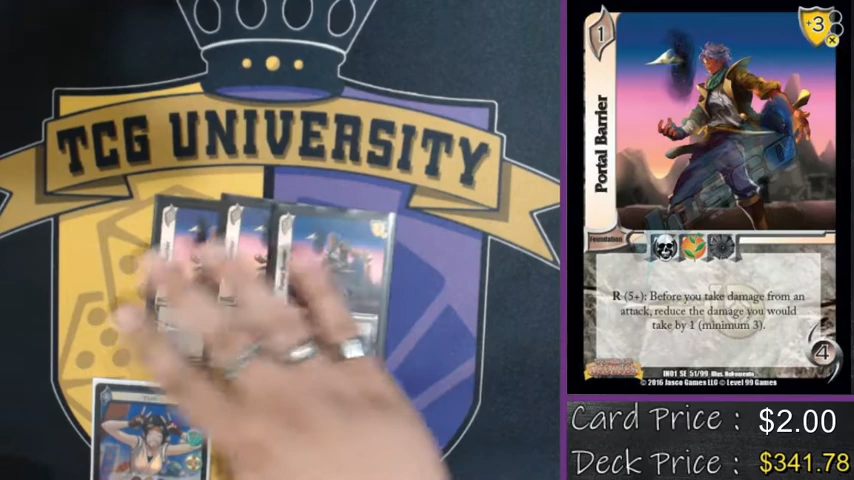 TCG UNIVERSITY
1
+3
Portal Barrier
Foundation
R (5+): Before you take damage from an
attack, reduce the damage you would
take by 1 (minimum 3).
4
IN01 SE 51/99 Illus. Nokomento
© 2016 Jasco Games LLC © Level 99 Games
Card Price : $2.00
Deck Price : $341.78